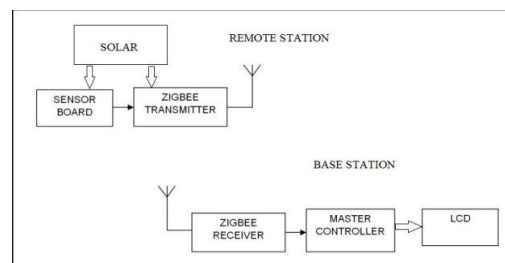 SOLAR
REMOTE STATION
SENSOR
BOARD
ZIGBEE
TRANSMITTER
BASE STATION
ZIGBEE
RECEIVER
MASTER
CONTROLLER
LCD